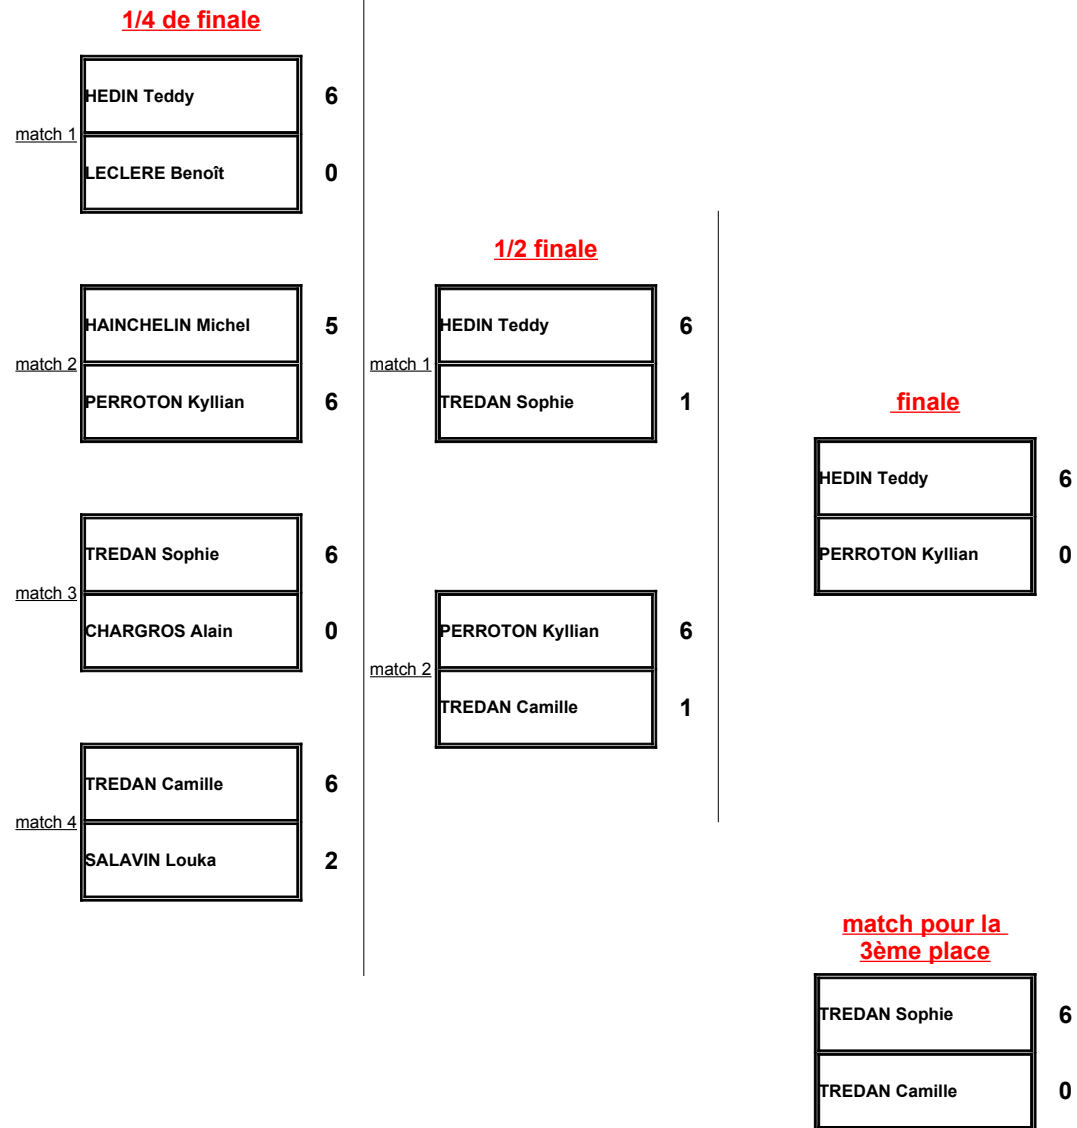 1/4 de finale
HEDIN Teddy 6
match 1
LECLERE Benoît 0
HAINCHELIN Michel 5
match 2
PERROTON Kyllian 6
TREDAN Sophie 6
match 3
CHARGROS Alain 0
TREDAN Camille 6
match 4
SALAVIN Louka 2
1/2 finale
HEDIN Teddy 6
match 1
TREDAN Sophie 1
PERROTON Kyllian 6
match 2
TREDAN Camille 1
finale
HEDIN Teddy 6
PERROTON Kyllian 0
match pour la
3ème place
TREDAN Sophie 6
TREDAN Camille 0